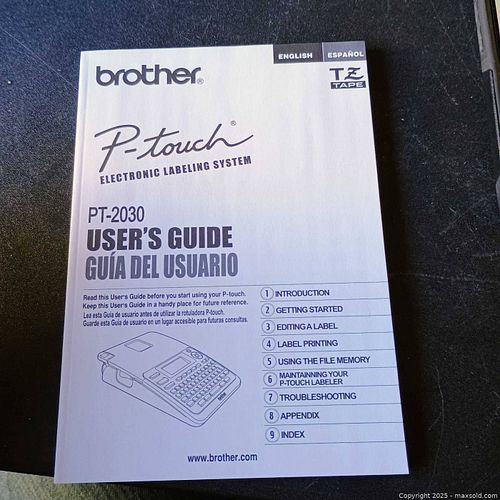 brother®
ENGLISH ESPAÑOL
TZ
TAPE
P-touch®
ELECTRONIC LABELING SYSTEM
PT-2030
USER'S GUIDE
GUÍA DEL USUARIO
Read this User's Guide before you start using your P-touch.
Keep this User's Guide in a handy place for future reference.
Lea esta Guía de usuario antes de utilizar la rotuladora P-touch.
Guarde esta Guía de usuario en un lugar accesible para futuras consultas.
1 INTRODUCTION
2 GETTING STARTED
3 EDITING A LABEL
4 LABEL PRINTING
5 USING THE FILE MEMORY
6 MAINTAINNING YOUR
P-TOUCH LABELER
7 TROUBLESHOOTING
8 APPENDIX
9 INDEX
www.brother.com
Copyright 2025 - maxsold.com